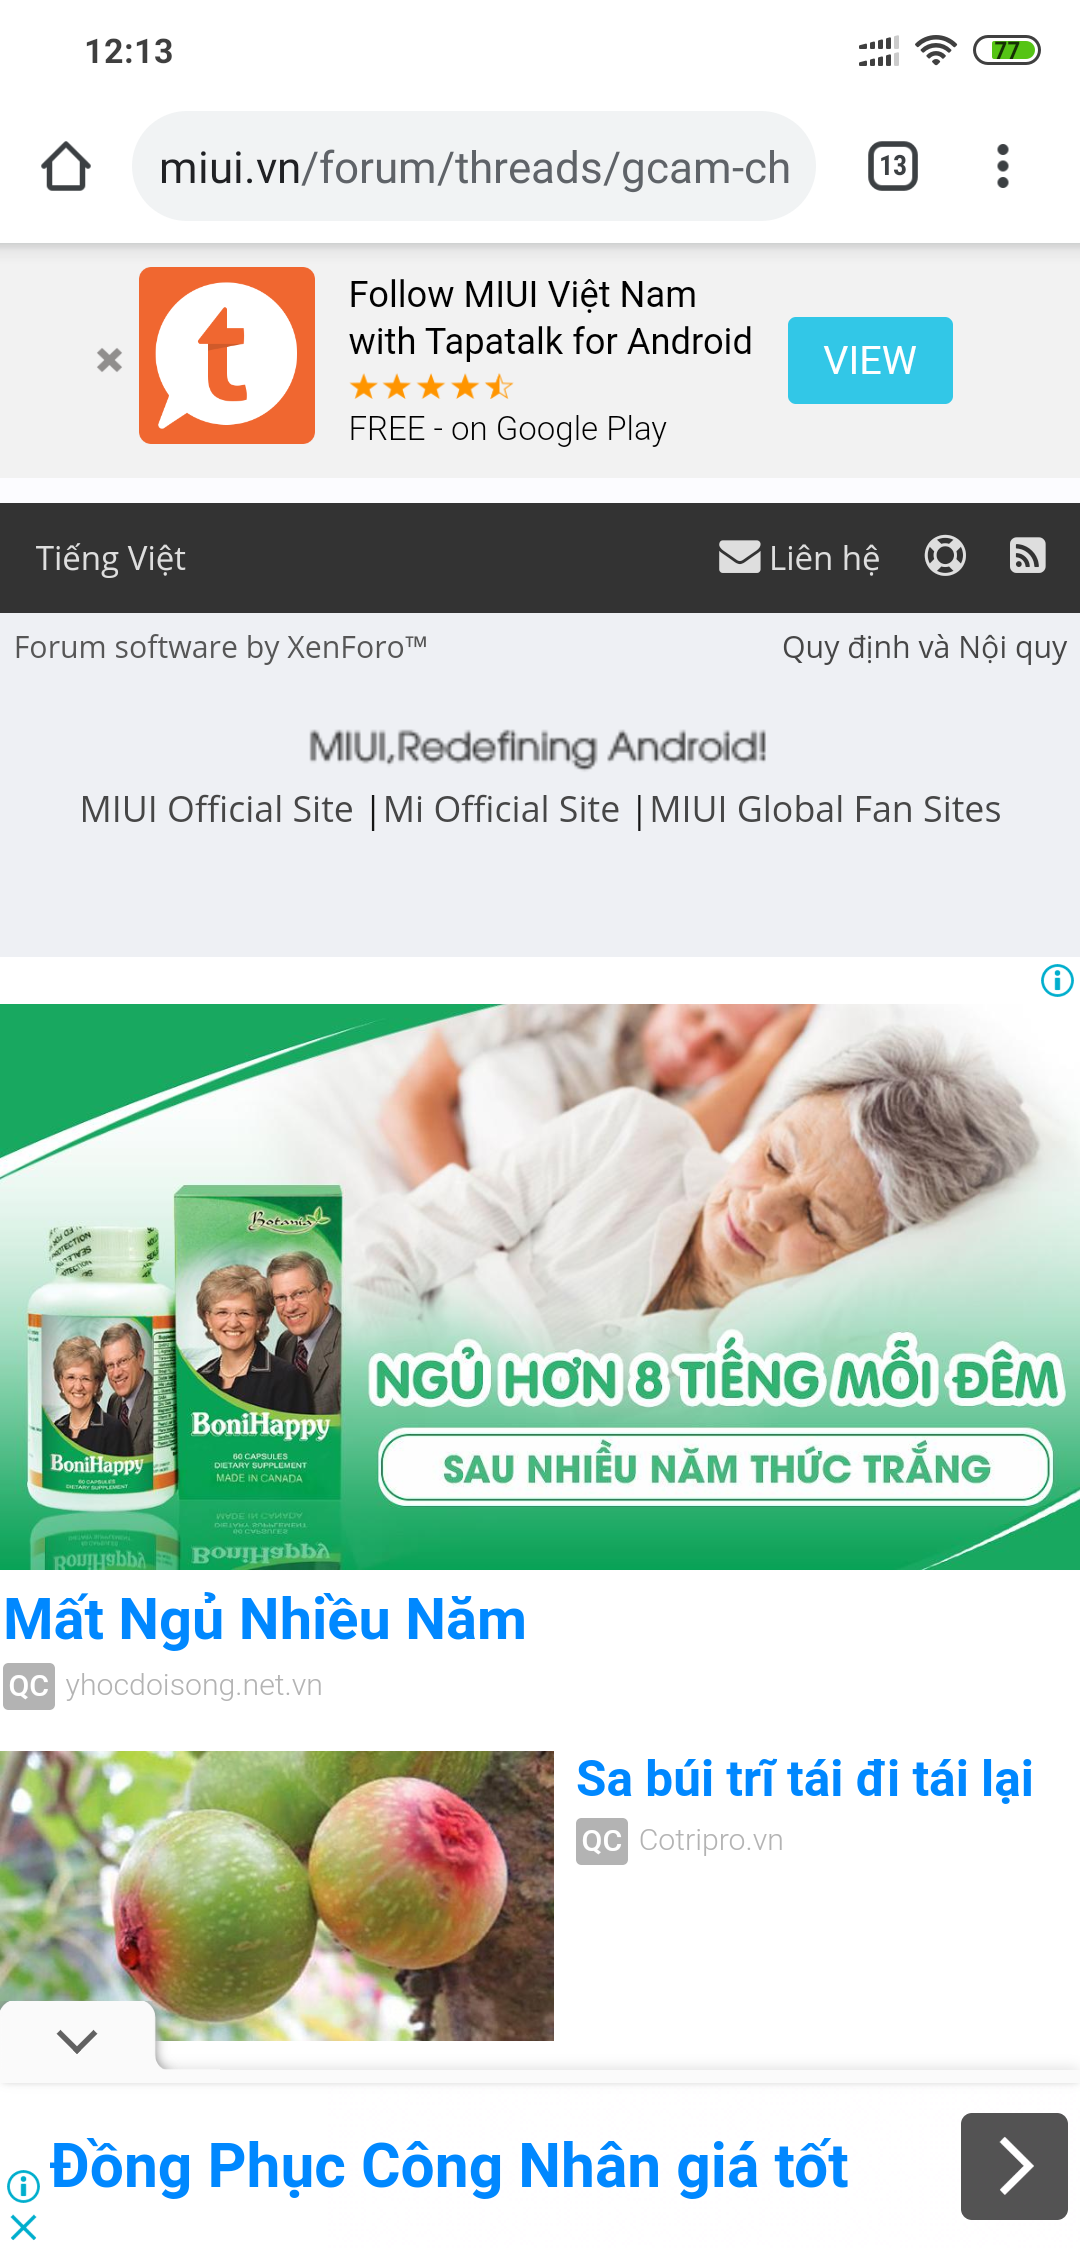 12:13
77
miui.vn/forum/threads/gcam-ch
13
Follow MIUI Việt Nam
with Tapatalk for Android
VIEW
FREE - on Google Play
Tiếng Việt
Liên hệ
Forum software by XenForo™
Quy định và Nội quy
MIUI,Redefining Android!
MIUI Official Site |Mi Official Site |MIUI Global Fan Sites
Botania
BoniHappy
60 CAPSULES
DIETARY SUPPLEMENT
MADE IN CANADA
BoniHappy
60 CAPSULES
DIETARY SUPPLEMENT
NGỦ HƠN 8 TIẾNG MỖI ĐÊM
SAU NHIỀU NĂM THỨC TRẮNG
Mất Ngủ Nhiều Năm
QC yhocdoisong.net.vn
Sa búi trĩ tái đi tái lại
QC Cotripro.vn
Đồng Phục Công Nhân giá tốt